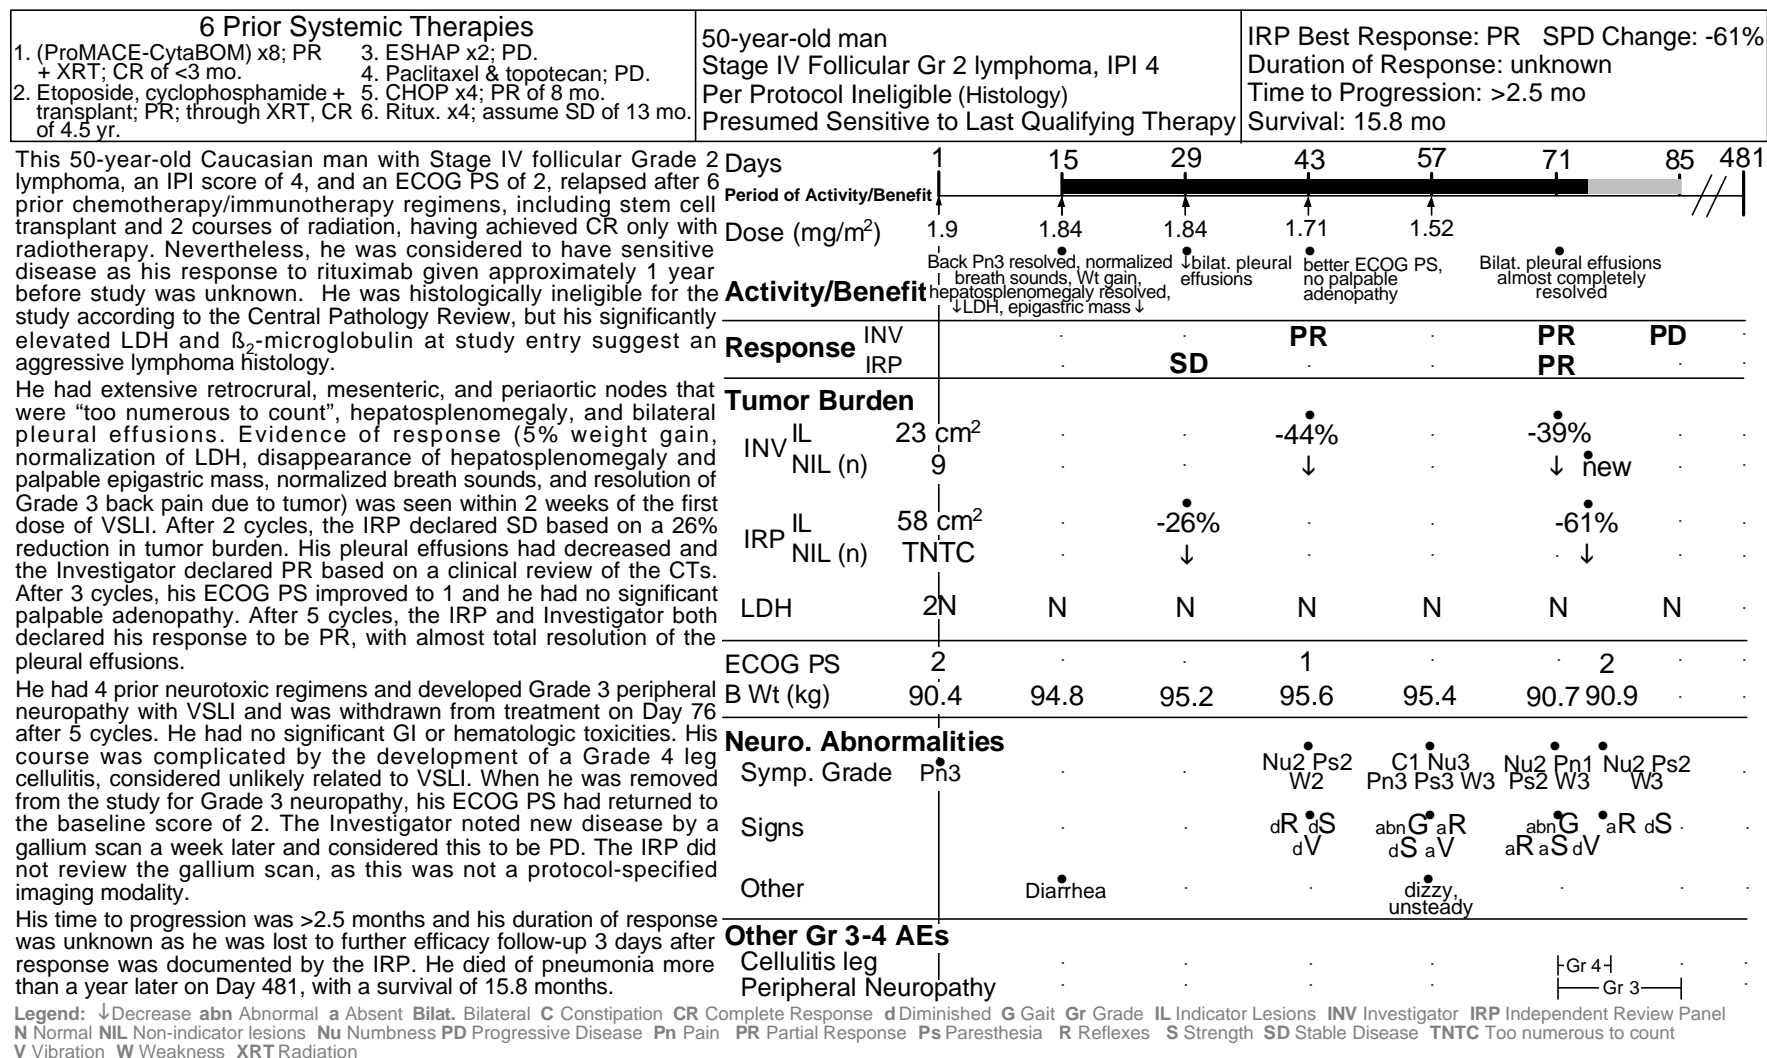 6 Prior Systemic Therapies
1. (ProMACE-CytaBOM) x8; PR
+ XRT; CR of <3 mo.
2. Etoposide, cyclophosphamide +
transplant; PR; through XRT, CR
of 4.5 yr.
3. ESHAP x2; PD.
4. Paclitaxel & topotecan; PD.
5. CHOP x4; PR of 8 mo.
6. Ritux. x4; assume SD of 13 mo.
50-year-old man
Stage IV Follicular Gr 2 lymphoma, IPI 4
Per Protocol Ineligible (Histology)
Presumed Sensitive to Last Qualifying Therapy
IRP Best Response: PR SPD Change: -61%
Duration of Response: unknown
Time to Progression: >2.5 mo
Survival: 15.8 mo
This 50-year-old Caucasian man with Stage IV follicular Grade 2
lymphoma, an IPI score of 4, and an ECOG PS of 2, relapsed after 6
prior chemotherapy/immunotherapy regimens, including stem cell
transplant and 2 courses of radiation, having achieved CR only with
radiotherapy. Nevertheless, he was considered to have sensitive
disease as his response to rituximab given approximately 1 year
before study was unknown. He was histologically ineligible for the
study according to the Central Pathology Review, but his significantly
elevated LDH and ß2-microglobulin at study entry suggest an
aggressive lymphoma histology.
He had extensive retrocrural, mesenteric, and periaortic nodes that
were “too numerous to count”, hepatosplenomegaly, and bilateral
pleural effusions. Evidence of response (5% weight gain,
normalization of LDH, disappearance of hepatosplenomegaly and
palpable epigastric mass, normalized breath sounds, and resolution of
Grade 3 back pain due to tumor) was seen within 2 weeks of the first
dose of VSLI. After 2 cycles, the IRP declared SD based on a 26%
reduction in tumor burden. His pleural effusions had decreased and
the Investigator declared PR based on a clinical review of the CTs.
After 3 cycles, his ECOG PS improved to 1 and he had no significant
palpable adenopathy. After 5 cycles, the IRP and Investigator both
declared his response to be PR, with almost total resolution of the
pleural effusions.
He had 4 prior neurotoxic regimens and developed Grade 3 peripheral
neuropathy with VSLI and was withdrawn from treatment on Day 76
after 5 cycles. He had no significant GI or hematologic toxicities. His
course was complicated by the development of a Grade 4 leg
cellulitis, considered unlikely related to VSLI. When he was removed
from the study for Grade 3 neuropathy, his ECOG PS had returned to
the baseline score of 2. The Investigator noted new disease by a
gallium scan a week later and considered this to be PD. The IRP did
not review the gallium scan, as this was not a protocol-specified
imaging modality.
His time to progression was >2.5 months and his duration of response
was unknown as he was lost to further efficacy follow-up 3 days after
response was documented by the IRP. He died of pneumonia more
than a year later on Day 481, with a survival of 15.8 months.
Days 1 15 29 43 57 71 85 481
Period of Activity/Benefit
Dose (mg/m2) 1.9 1.84 1.84 1.71 1.52
Activity/Benefit
Back Pn3 resolved, normalized
breath sounds, Wt gain,
hepatosplenomegaly resolved,
↓LDH, epigastric mass↓
↓bilat. pleural
effusions
better ECOG PS,
no palpable
adenopathy
Bilat. pleural effusions
almost completely
resolved
Response
INV PR PR PD
IRP SD PR
Tumor Burden
INV
IL 23 cm2 -44% -39%
NIL (n) 9 ↓ ↓ new
IRP
IL 58 cm2 -26% -61%
NIL (n) TNTC ↓ ↓
LDH 2N N N N N N N
ECOG PS 2 1 2
B Wt (kg) 90.4 94.8 95.2 95.6 95.4 90.7 90.9
Neuro. Abnormalities
Symp. Grade Pn3
Nu2 Ps2
W2
C1 Nu3
Pn3 Ps3 W3
Nu2 Pn1
Ps2 W3
Nu2 Ps2
W3
Signs
dR dS
dV
abnG aR
dS aV
abnG
aR aS dV
aR dS
Other Diarrhea
dizzy,
unsteady
Other Gr 3-4 AEs
Cellulitis leg Gr 4
Peripheral Neuropathy Gr 3
Legend: ↓Decrease abn Abnormal a Absent Bilat. Bilateral C Constipation CR Complete Response d Diminished G Gait Gr Grade IL Indicator Lesions INV Investigator IRP Independent Review Panel
N Normal NIL Non-indicator lesions Nu Numbness PD Progressive Disease Pn Pain PR Partial Response Ps Paresthesia R Reflexes S Strength SD Stable Disease TNTC Too numerous to count
V Vibration W Weakness XRT Radiation